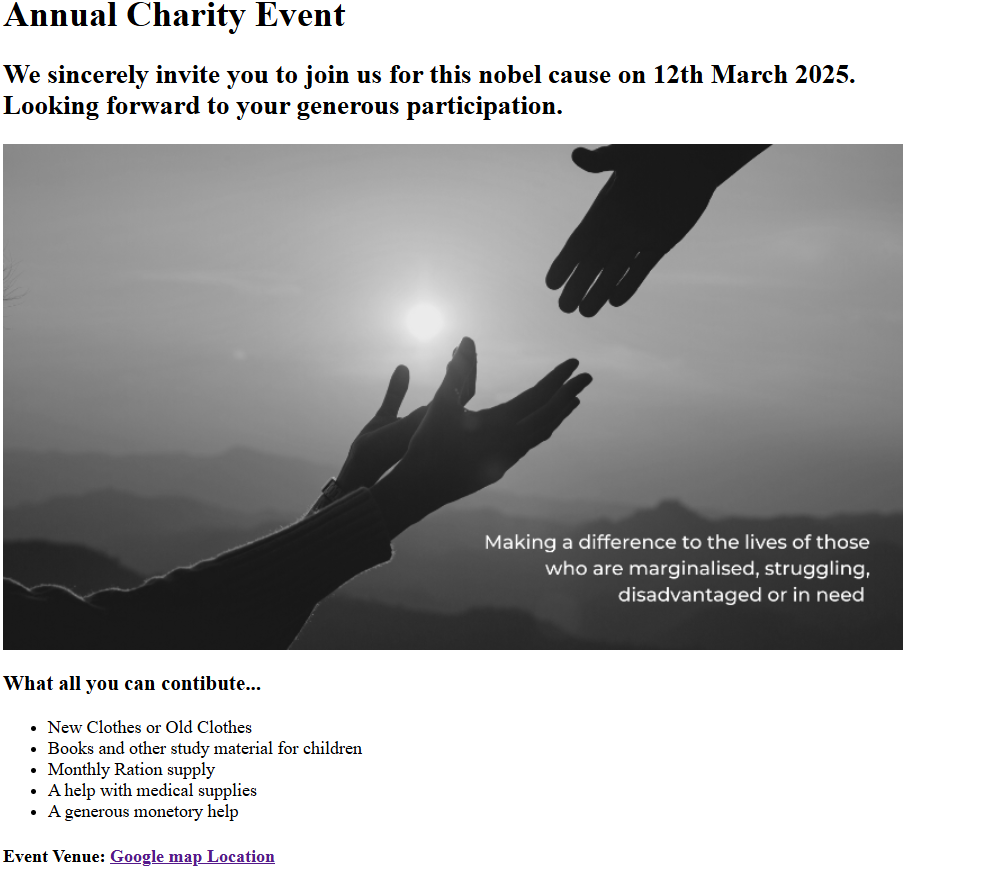 Annual Charity Event
We sincerely invite you to join us for this nobel cause on 12th March 2025.
Looking forward to your generous participation.
Making a difference to the lives of those
who are marginalised, struggling,
disadvantaged or in need
What all you can contibute...
New Clothes or Old Clothes
Books and other study material for children
Monthly Ration supply
A help with medical supplies
A generous monetory help
Event Venue: Google map Location